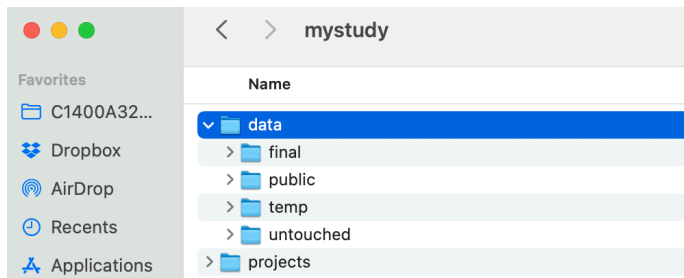 mystudy
Favorites
C1400A32...
Dropbox
AirDrop
Recents
Applications
Name
data
final
public
temp
untouched
projects